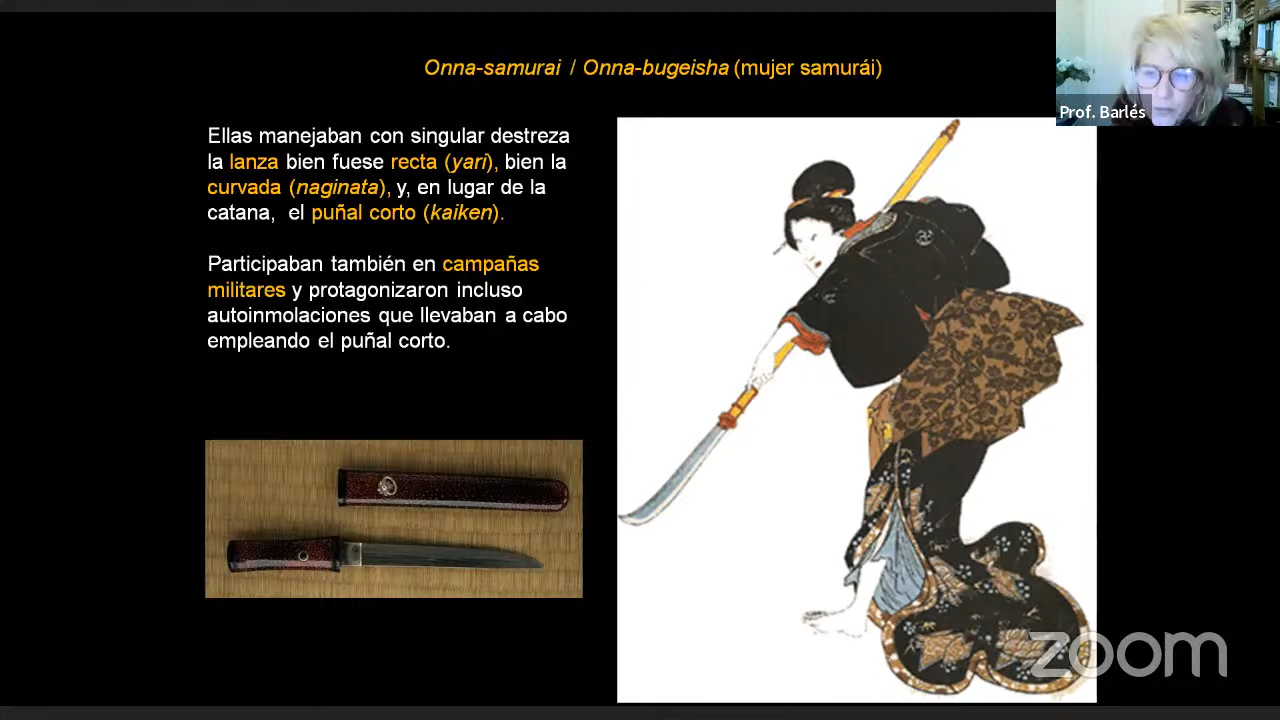 Onna-samurai / Onna-bugeisha (mujer samurái)
Prof. Barlés
Ellas manejaban con singular destreza
la lanza bien fuese recta (yari), bien la
curvada (naginata), y, en lugar de la
catana, el puñal corto (kaiken).
Participaban también en campañas
militares y protagonizaron incluso
autoinmolaciones que llevaban a cabo
empleando el puñal corto.
zoom